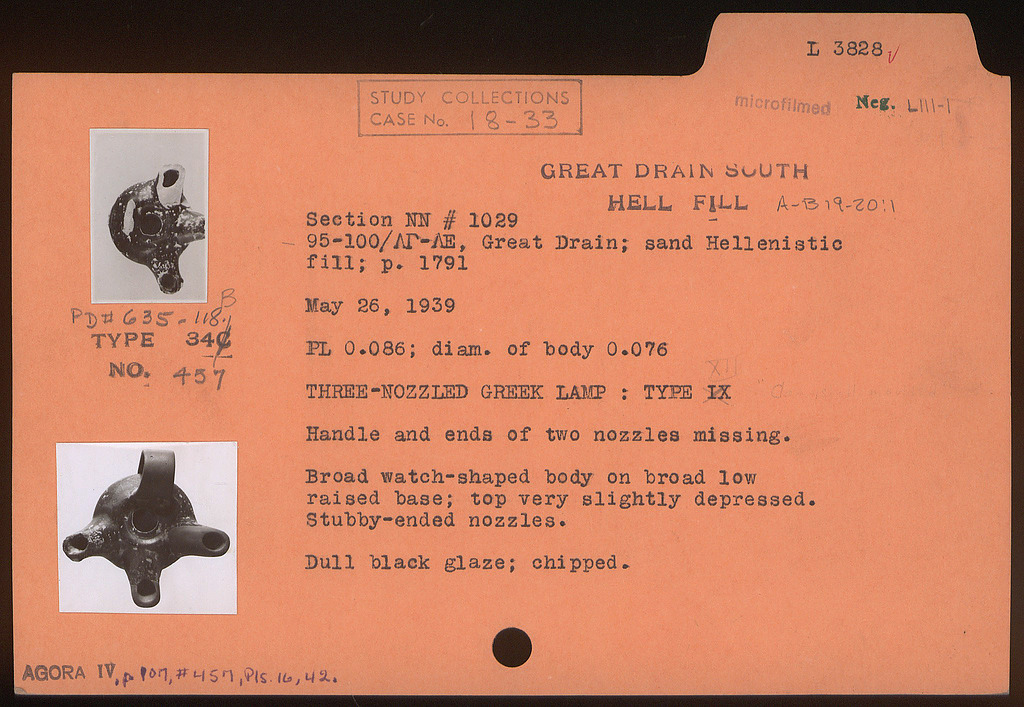 L 3828 ✓
STUDY COLLECTIONS
CASE No. 18-33
microfilmed Neg. LIII-1
GREAT DRAIN SOUTH
HELL FILL A-B 19-20:1
Section NN # 1029
95-100/ΛΓ-ΛΕ, Great Drain; sand Hellenistic
fill; p. 1791
May 26, 1939
PL 0.086; diam. of body 0.076
XII
THREE-NOZZLED GREEK LAMP : TYPE IX
Handle and ends of two nozzles missing.
Broad watch-shaped body on broad low
raised base; top very slightly depressed.
Stubby-ended nozzles.
Dull black glaze; chipped.
PD# 635-118
B
TYPE 34C
NO. 457
AGORA IV, p 107, #457, Pls. 16, 42.